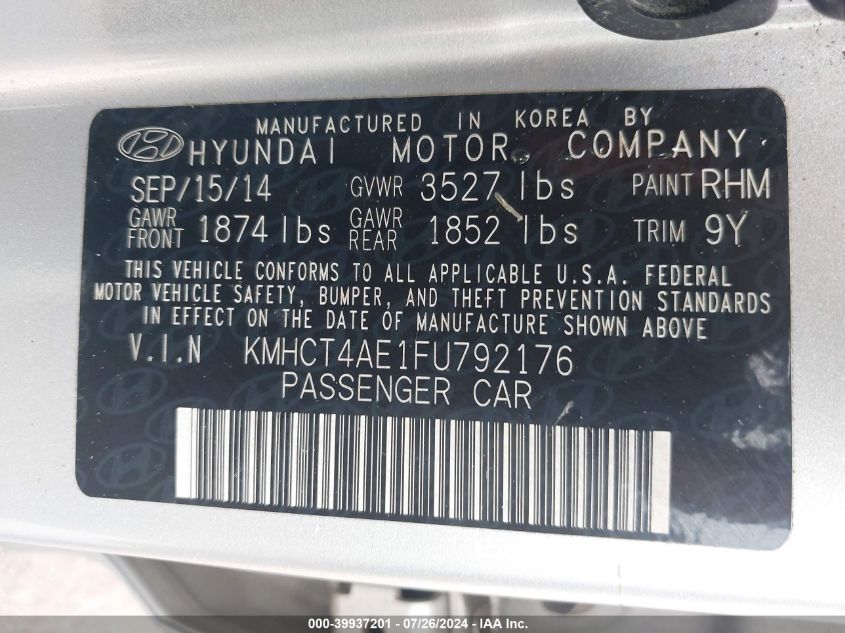 MANUFACTURED IN KOREA BY
HYUNDAI MOTOR COMPANY
SEP/15/14 GVWR 3527 lbs PAINT RHM
GAWR FRONT 1874 lbs GAWR REAR 1852 lbs TRIM 9Y
THIS VEHICLE CONFORMS TO ALL APPLICABLE U.S.A. FEDERAL
MOTOR VEHICLE SAFETY, BUMPER, AND THEFT PREVENTION STANDARDS
IN EFFECT ON THE DATE OF MANUFACTURE SHOWN ABOVE
V.I.N KMHCT4AE1FU792176
PASSENGER CAR
000-39937201 - 07/26/2024 - IAA Inc.